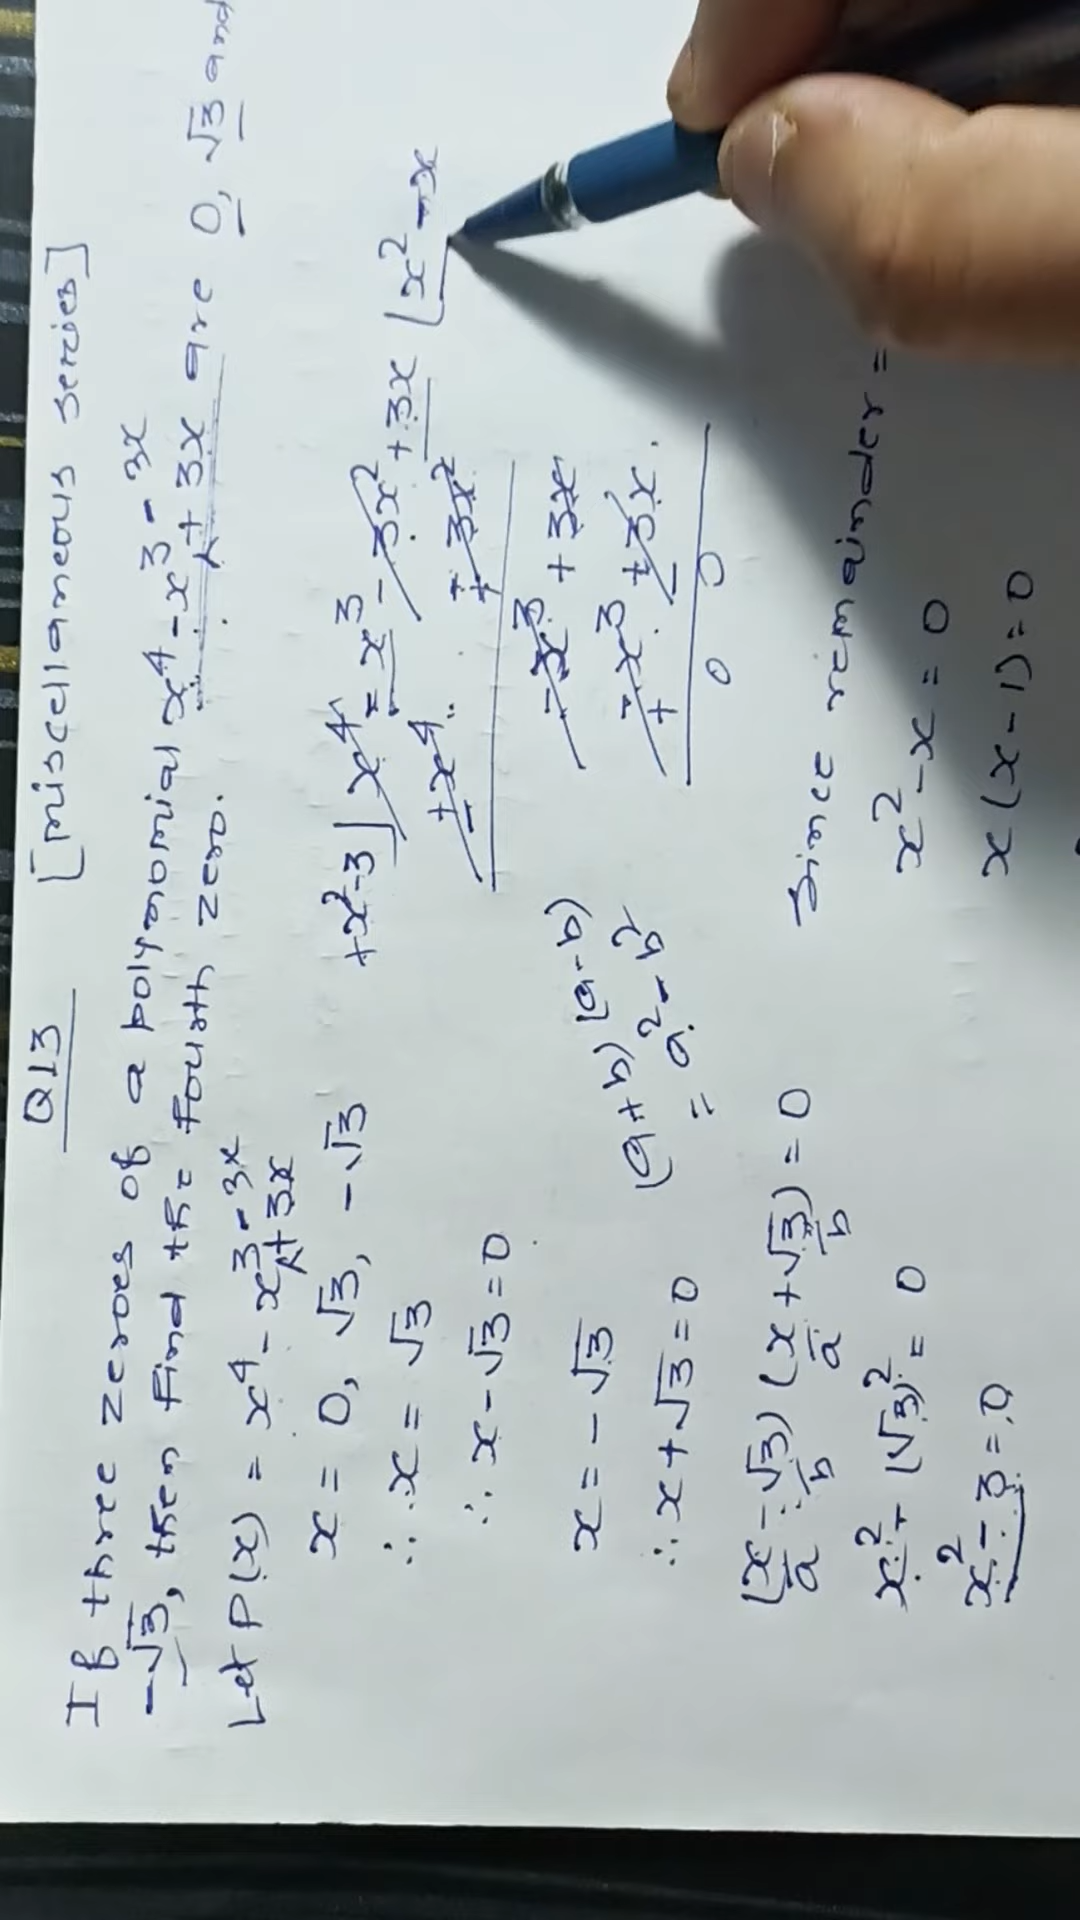 Q13 [miscellaneous series]
If three zeroes of a polynomial x⁴-x³-3x
+3x are 0, √3 and
-√3, then find the fourth zero.
Let P(x) = x⁴-x³-3x
+3x
x = 0, √3, -√3
∴ x = √3
∴ x-√3=0
x = -√3
∴ x+√3=0
(x-√3)(x+√3)=0
a b a b
x²-(√3)²=0
x²-3=0
(a+b)(a-b)
= a²-b²
+x²-3)x⁴-x³-3x²+3x(x²-x
+x⁴ -3x²
- +
-x³+3x
-x³+3x
+ -
0 0
Since remainder =
x²-x=0
x(x-1)=0